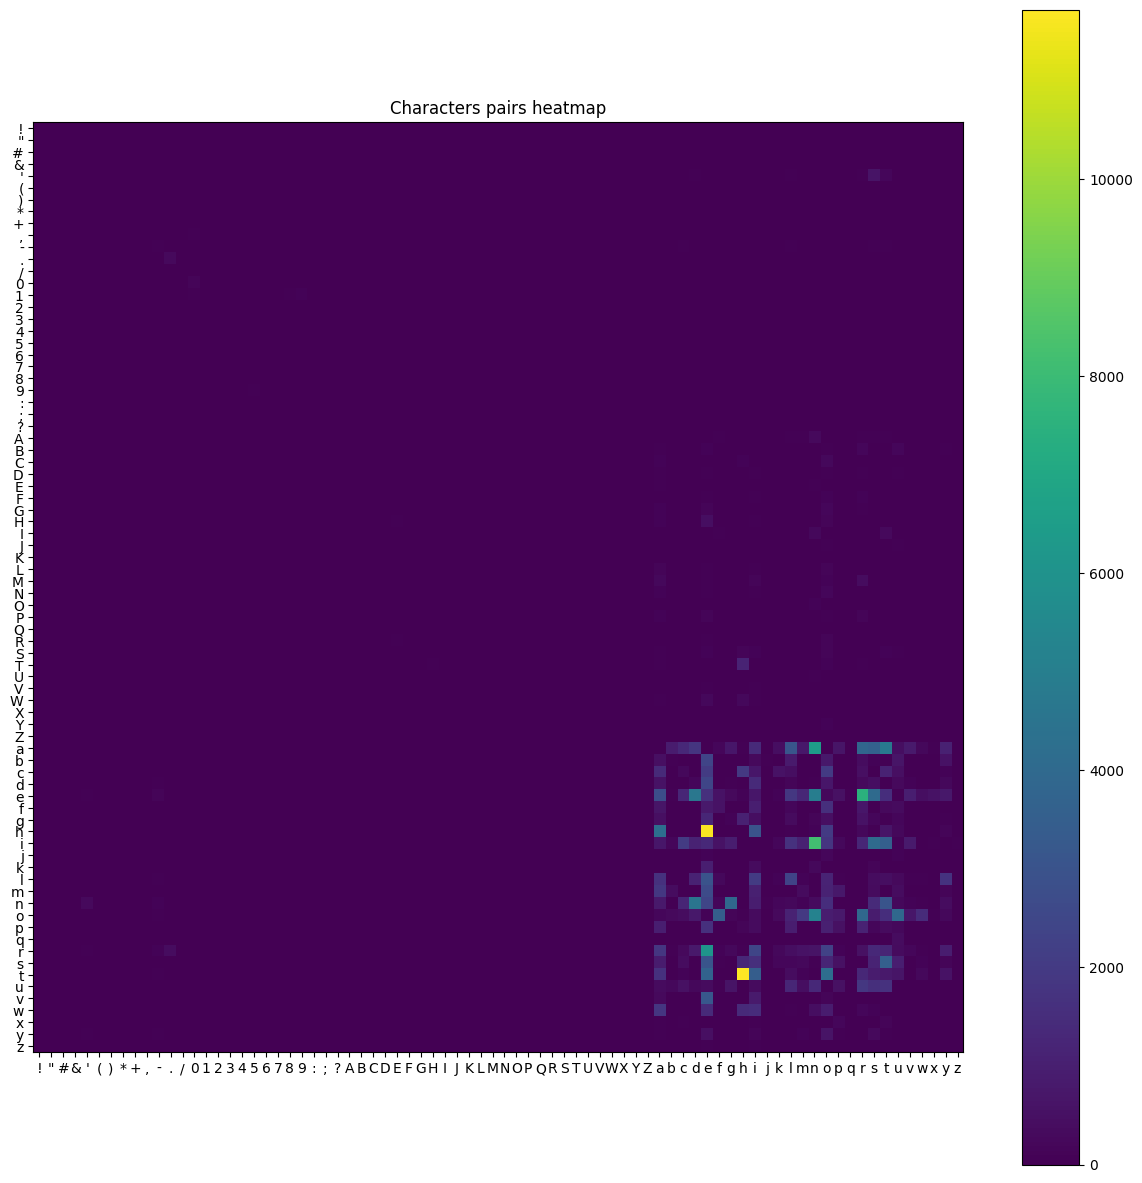 Characters pairs heatmap
!
"
#
&
'
(
)
*
+
,
-
.
/
0
1
2
3
4
5
6
7
8
9
:
;
?
A
B
C
D
E
F
G
H
I
J
K
L
M
N
O
P
Q
R
S
T
U
V
W
X
Y
Z
a
b
c
d
e
f
g
h
i
j
k
l
m
n
o
p
q
r
s
t
u
v
w
x
y
z
! " # & ' ( ) * + , - . / 0 1 2 3 4 5 6 7 8 9 : ; ? A B C D E F G H I J K L M N O P Q R S T U V W X Y Z a b c d e f g h i j k l m n o p q r s t u v w x y z
10000
8000
6000
4000
2000
0